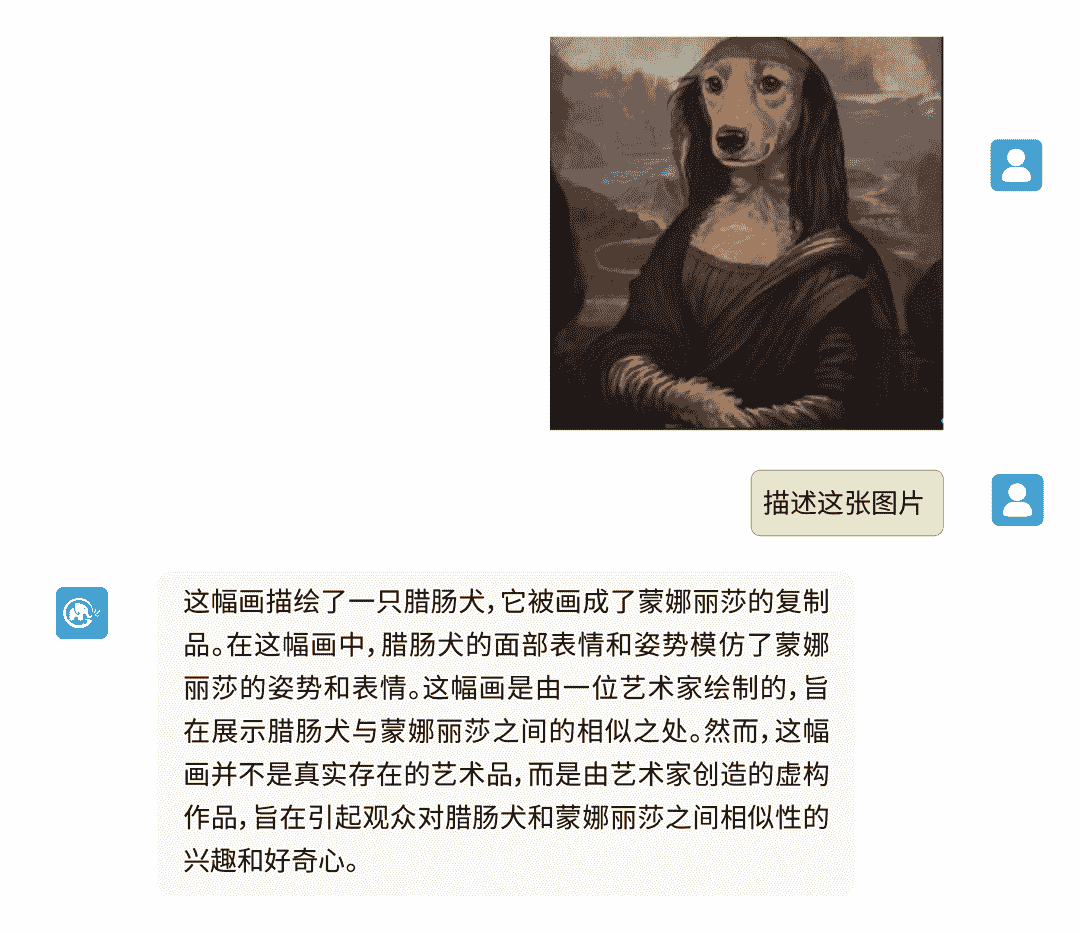 描述这张图片
这幅画描绘了一只腊肠犬，它被画成了蒙娜丽莎的复制
品。在这幅画中，腊肠犬的面部表情和姿势模仿了蒙娜
丽莎的姿势和表情。这幅画是由一位艺术家绘制的，旨
在展示腊肠犬与蒙娜丽莎之间的相似之处。然而，这幅
画并不是真实存在的艺术品，而是由艺术家创造的虚构
作品，旨在引起观众对腊肠犬和蒙娜丽莎之间相似性的
兴趣和好奇心。